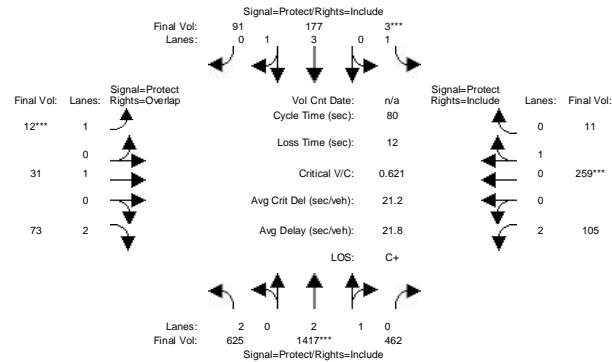 Signal=Protect/Rights=Include
Final Vol: 91 177 3***
Lanes: 0 1 3 0 1
Signal=Protect
Final Vol: Lanes: Rights=Overlap
Vol Cnt Date: n/a
Signal=Protect
Rights=Include Lanes: Final Vol:
Cycle Time (sec): 80
12*** 1
0 11
Loss Time (sec): 12
0
1
31 1
Critical V/C: 0.621
0 259***
0
Avg Crit Del (sec/veh): 21.2
0
73 2
Avg Delay (sec/veh): 21.8
2 105
LOS: C+
Lanes: 2 0 2 1 0
Final Vol: 625 1417*** 462
Signal=Protect/Rights=Include